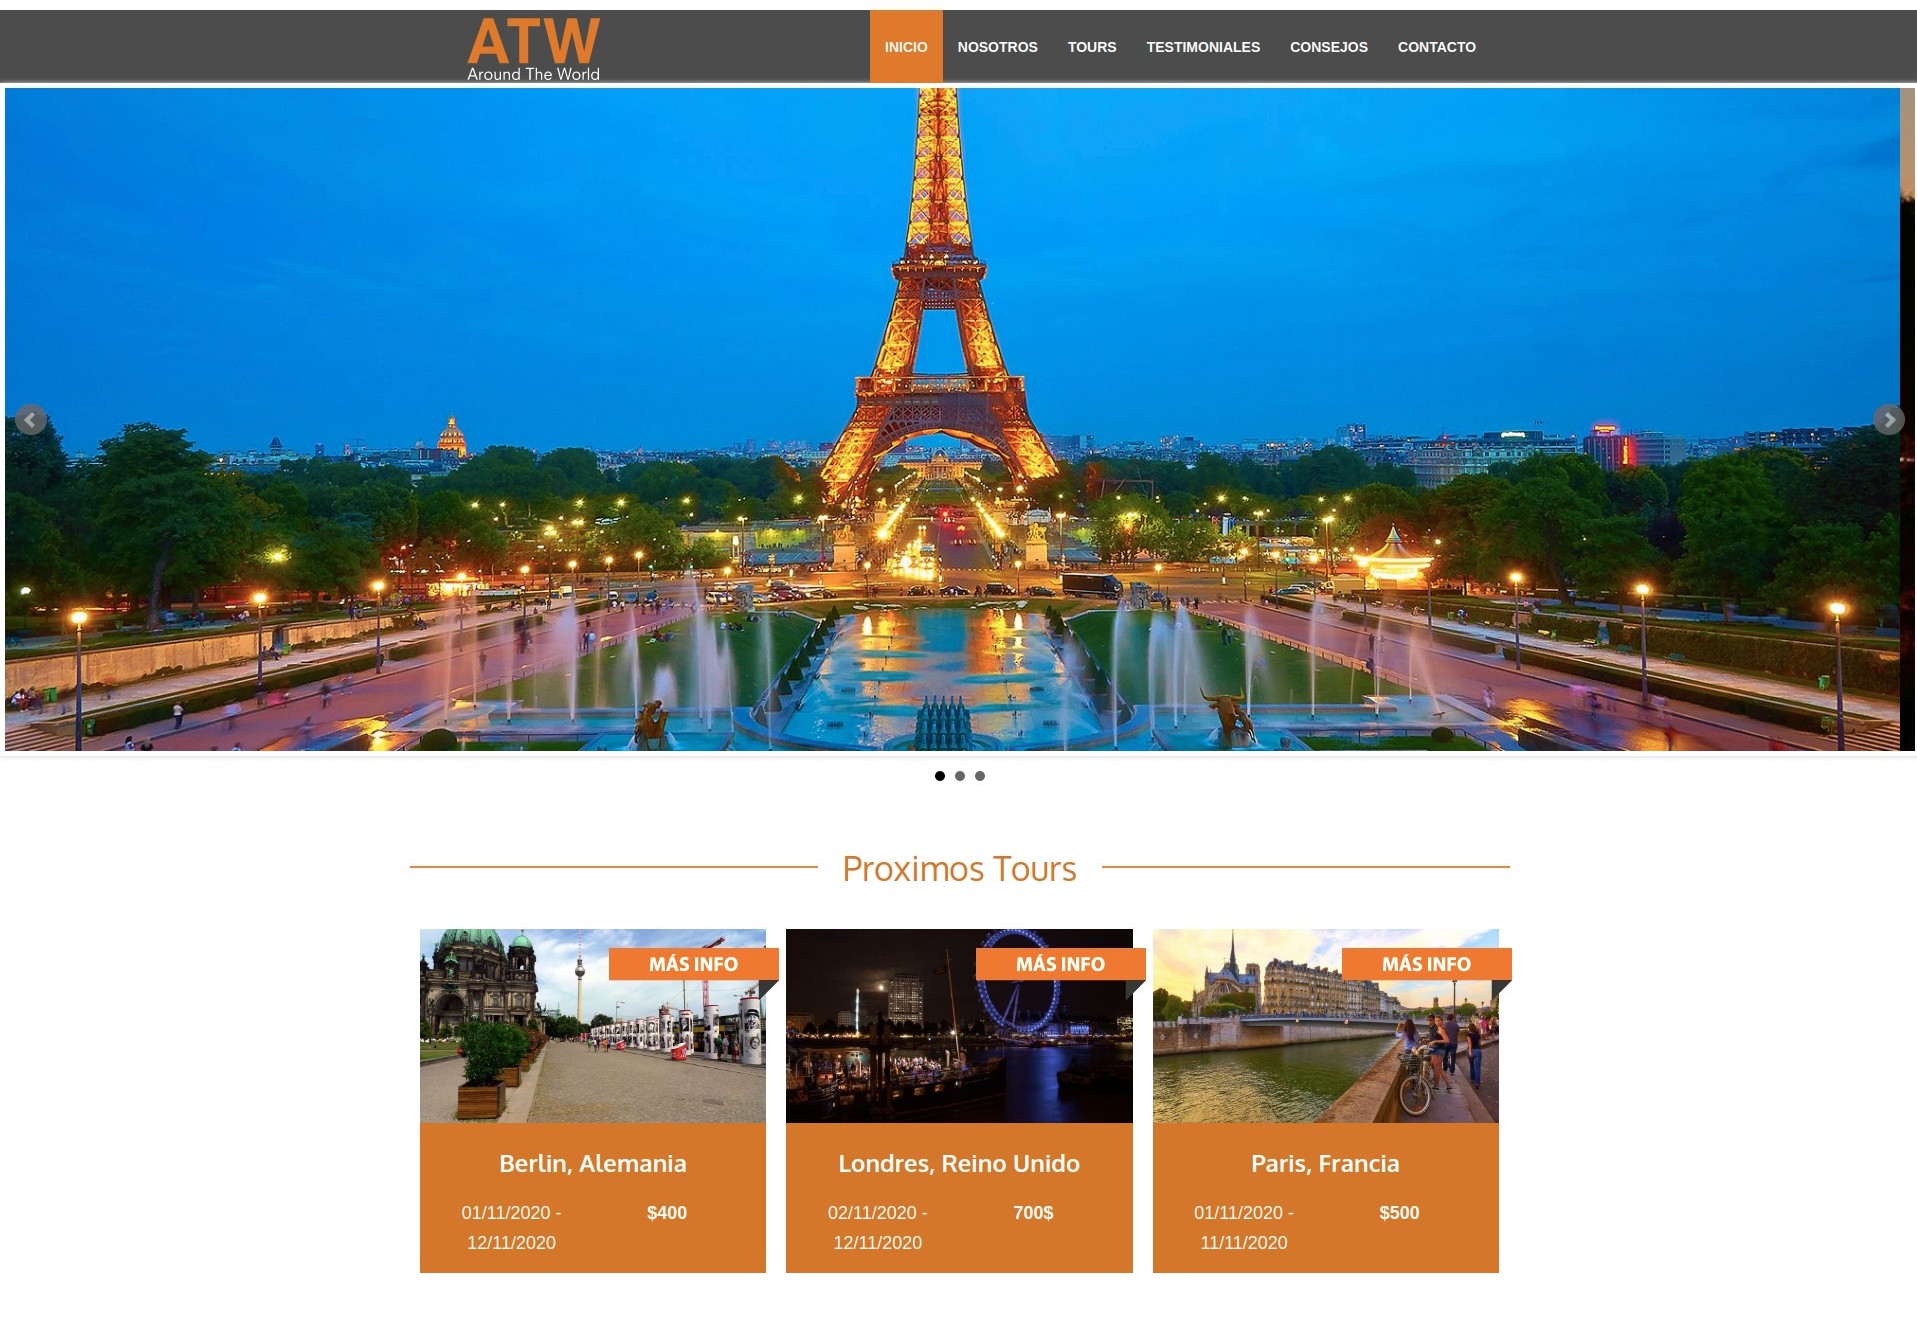 ATW
Around The World
INICIO NOSOTROS TOURS TESTIMONIALES CONSEJOS CONTACTO
Proximos Tours
MÁS INFO
MÁS INFO
MÁS INFO
Berlin, Alemania
01/11/2020 -
12/11/2020
$400
Londres, Reino Unido
02/11/2020 -
12/11/2020
700$
Paris, Francia
01/11/2020 -
11/11/2020
$500